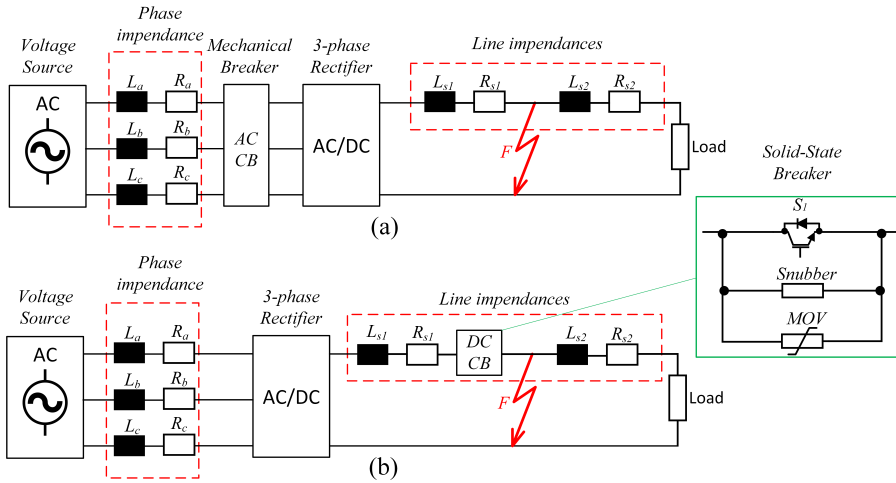 Phase
impendance
Voltage
Source
Mechanical
Breaker
3-phase
Rectifier
Line impendances
AC
La
Ra
Lb
Rb
Lc
Rc
AC
CB
AC/DC
Ls1
Rs1
Ls2
Rs2
F
Load
(a)
Solid-State
Breaker
S1
Snubber
MOV
Phase
impendance
Voltage
Source
3-phase
Rectifier
Line impendances
AC
La
Ra
Lb
Rb
Lc
Rc
AC/DC
Ls1
Rs1
DC
CB
Ls2
Rs2
F
Load
(b)